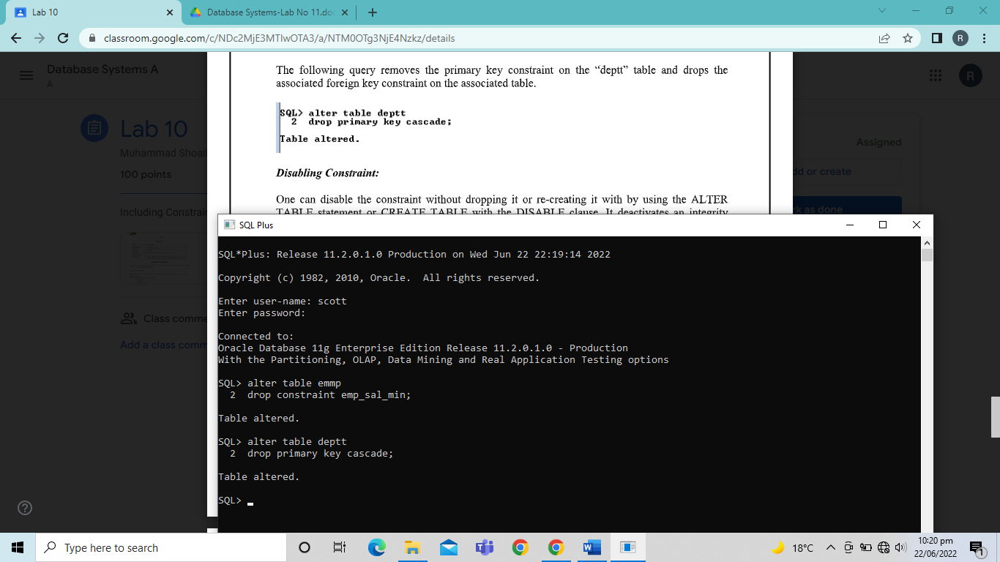 Lab 10
Database Systems-Lab No 11.doc
classroom.google.com/c/NDc2MjE3MTIwOTA3/a/NTM0OTg3NjE4Nzkz/details
R
Database Systems A
A
R
Lab 10
Muhammad Shoai
100 points
Including Constrai
Class comme
Add a class comm
Assigned
dd or create
rk as done
The following query removes the primary key constraint on the “deptt” table and drops the
associated foreign key constraint on the associated table.
SQL> alter table deptt
2 drop primary key cascade;
Table altered.
Disabling Constraint:
One can disable the constraint without dropping it or re-creating it with by using the ALTER
TABLE statement or CREATE TABLE with the DISABLE clause. It deactivates an integrity
SQL Plus
SQL*Plus: Release 11.2.0.1.0 Production on Wed Jun 22 22:19:14 2022
Copyright (c) 1982, 2010, Oracle.  All rights reserved.
Enter user-name: scott
Enter password:
Connected to:
Oracle Database 11g Enterprise Edition Release 11.2.0.1.0 - Production
With the Partitioning, OLAP, Data Mining and Real Application Testing options
SQL> alter table emmp
2 drop constraint emp_sal_min;
Table altered.
SQL> alter table deptt
2 drop primary key cascade;
Table altered.
SQL>
Type here to search
18°C
10:20 pm
22/06/2022
1